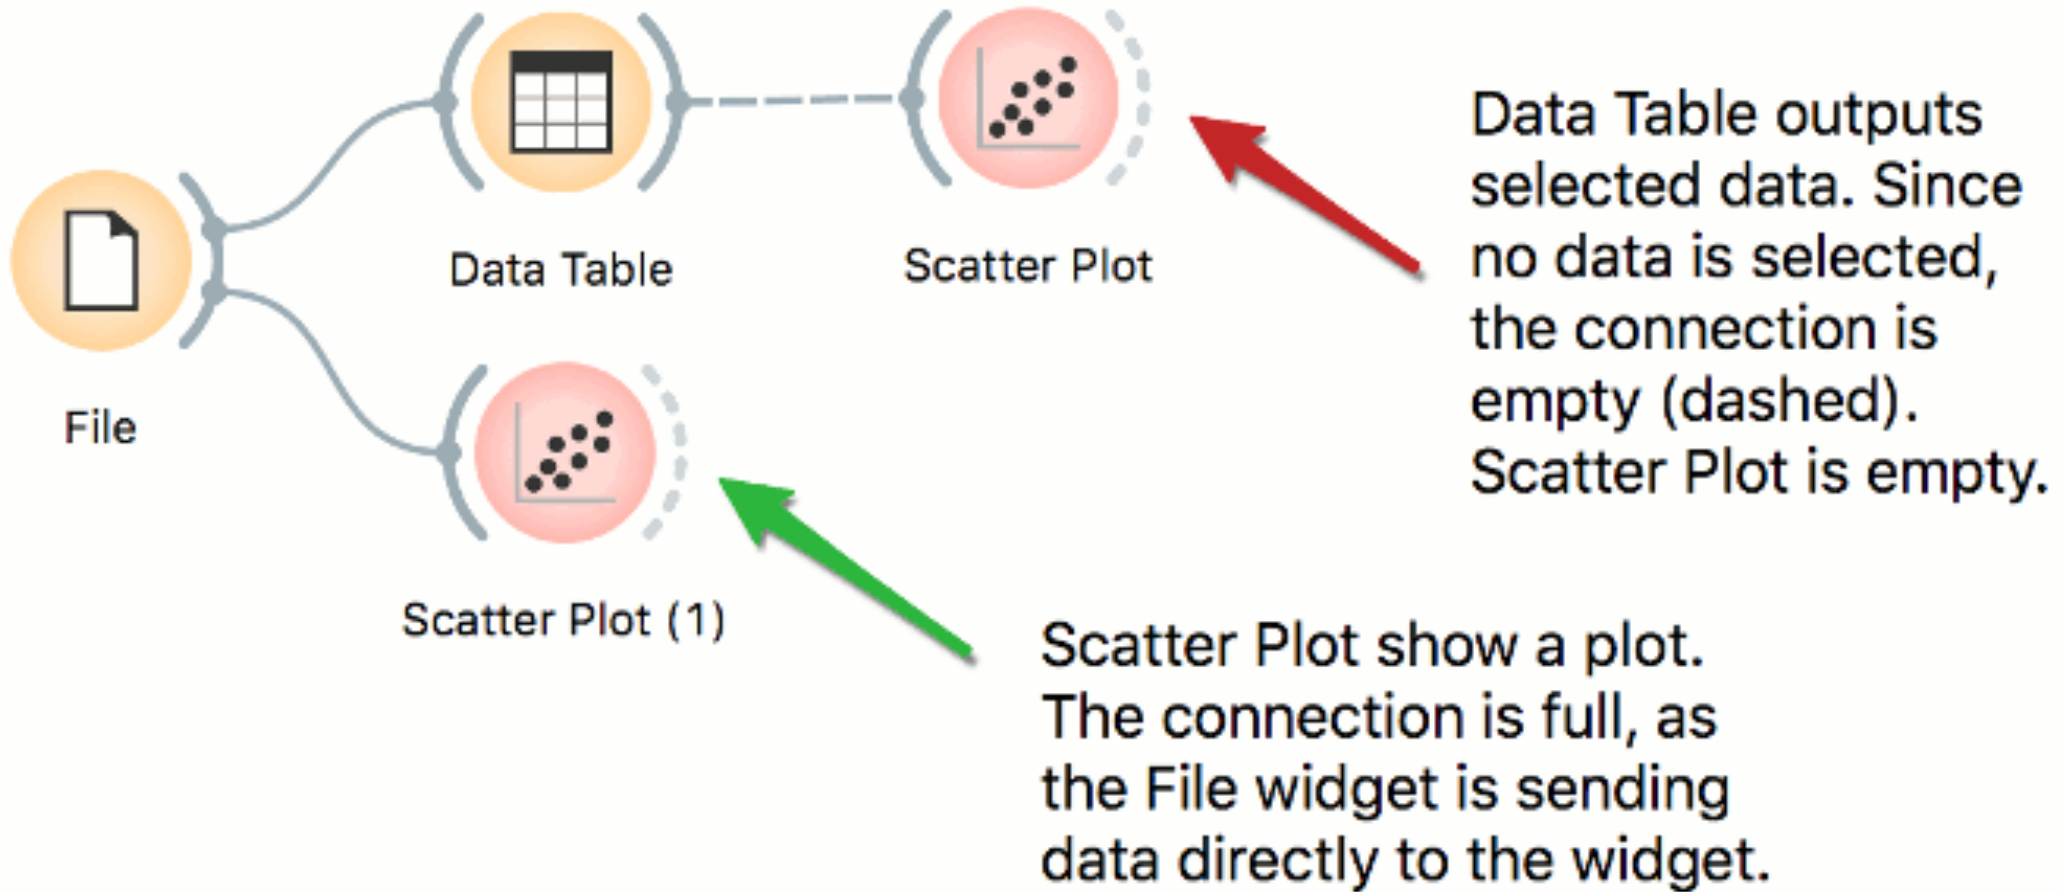 Data Table
Scatter Plot
Data Table outputs
selected data. Since
no data is selected,
the connection is
empty (dashed).
Scatter Plot is empty.
File
Scatter Plot (1)
Scatter Plot show a plot.
The connection is full, as
the File widget is sending
data directly to the widget.